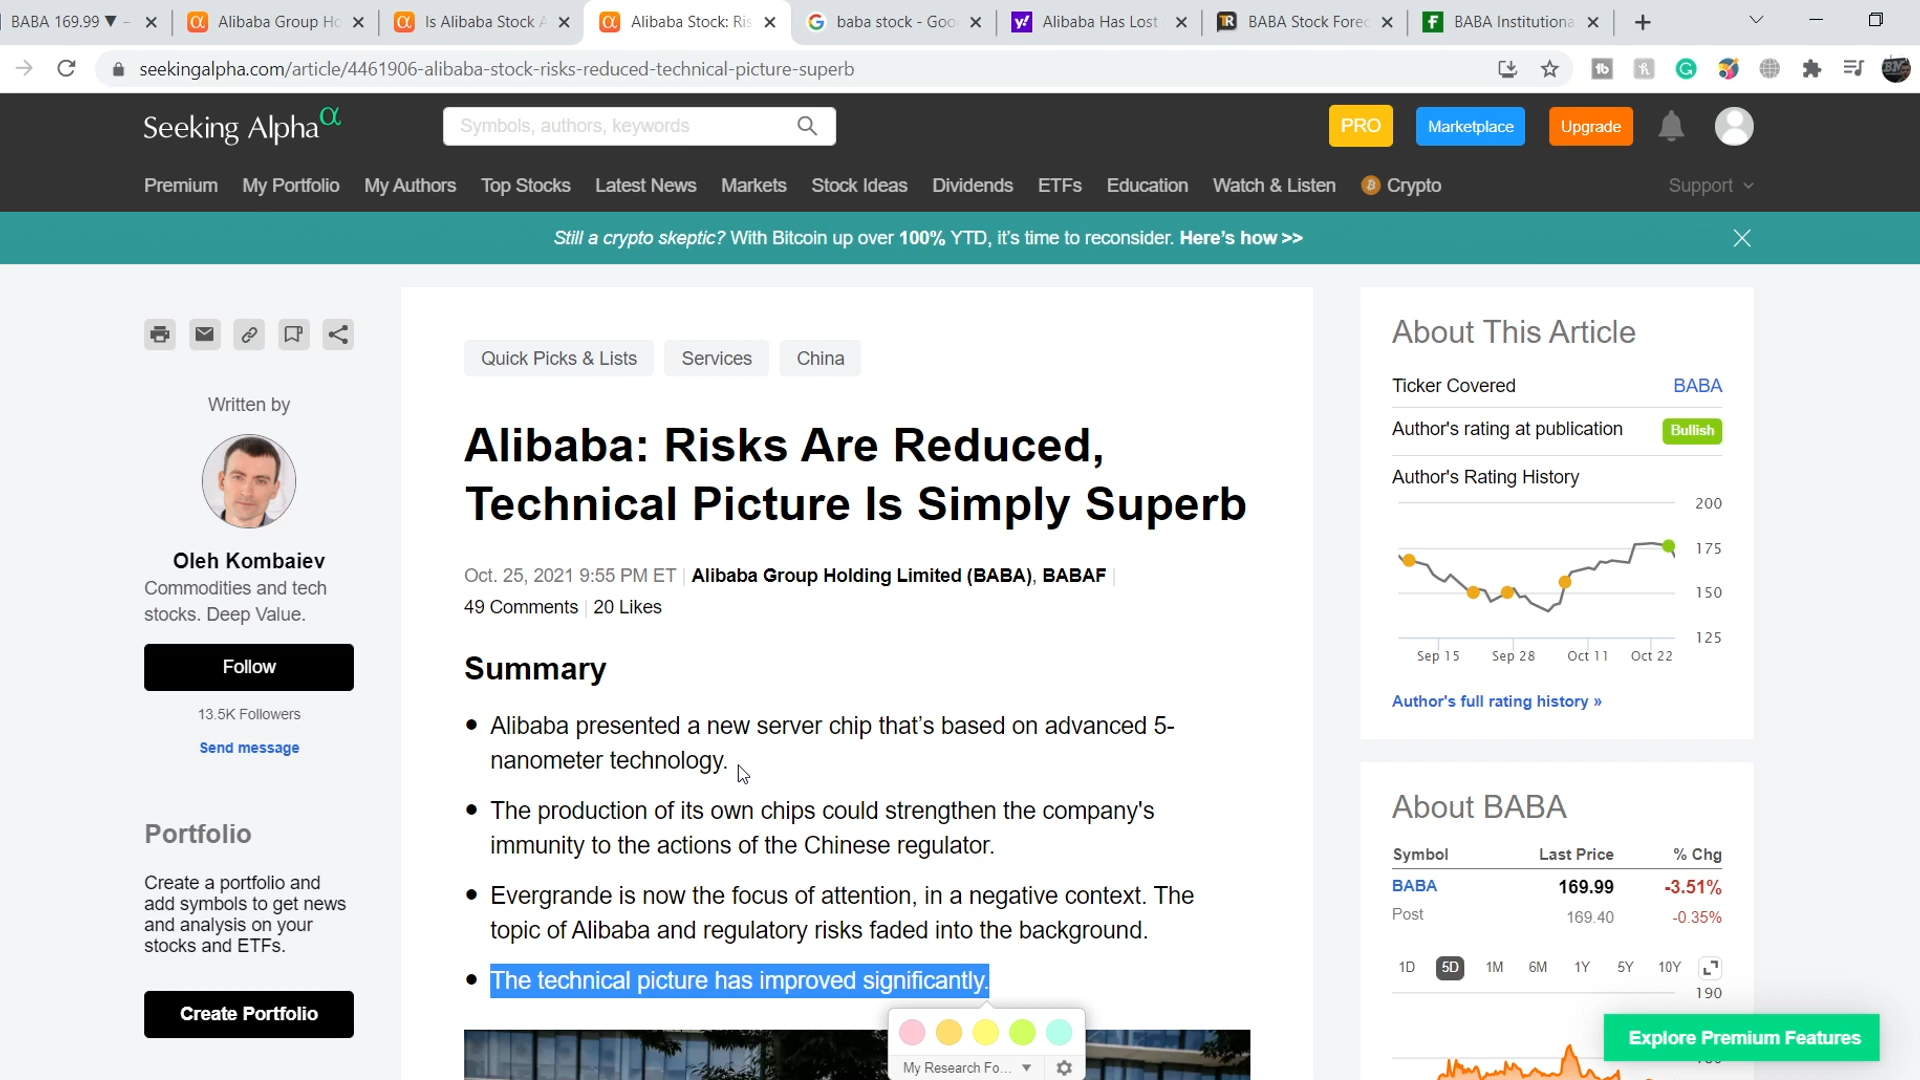 BABA 169.99 ▼ -
Alibaba Group Ho
Is Alibaba Stock A
Alibaba Stock: Ris
baba stock - Goo
Alibaba Has Lost
BABA Stock Forec
BABA Institutiona
seekingalpha.com/article/4461906-alibaba-stock-risks-reduced-technical-picture-superb
Seeking Alpha α
Symbols, authors, keywords
PRO
Marketplace
Upgrade
Premium My Portfolio My Authors Top Stocks Latest News Markets Stock Ideas Dividends ETFs Education Watch & Listen Crypto Support
Still a crypto skeptic? With Bitcoin up over 100% YTD, it's time to reconsider. Here's how >>
Written by
Oleh Kombaiev
Commodities and tech
stocks. Deep Value.
Follow
13.5K Followers
Send message
Portfolio
Create a portfolio and
add symbols to get news
and analysis on your
stocks and ETFs.
Create Portfolio
Quick Picks & Lists Services China
Alibaba: Risks Are Reduced,
Technical Picture Is Simply Superb
Oct. 25, 2021 9:55 PM ET | Alibaba Group Holding Limited (BABA), BABAF |
49 Comments | 20 Likes
Summary
• Alibaba presented a new server chip that's based on advanced 5-
nanometer technology.
• The production of its own chips could strengthen the company's
immunity to the actions of the Chinese regulator.
• Evergrande is now the focus of attention, in a negative context. The
topic of Alibaba and regulatory risks faded into the background.
• The technical picture has improved significantly.
My Research Fo... ▼
About This Article
Ticker Covered BABA
Author's rating at publication Bullish
Author's Rating History
200
175
150
125
Sep 15 Sep 28 Oct 11 Oct 22
Author's full rating history »
About BABA
Symbol Last Price % Chg
BABA 169.99 -3.51%
Post 169.40 -0.35%
1D 5D 1M 6M 1Y 5Y 10Y
190
Explore Premium Features